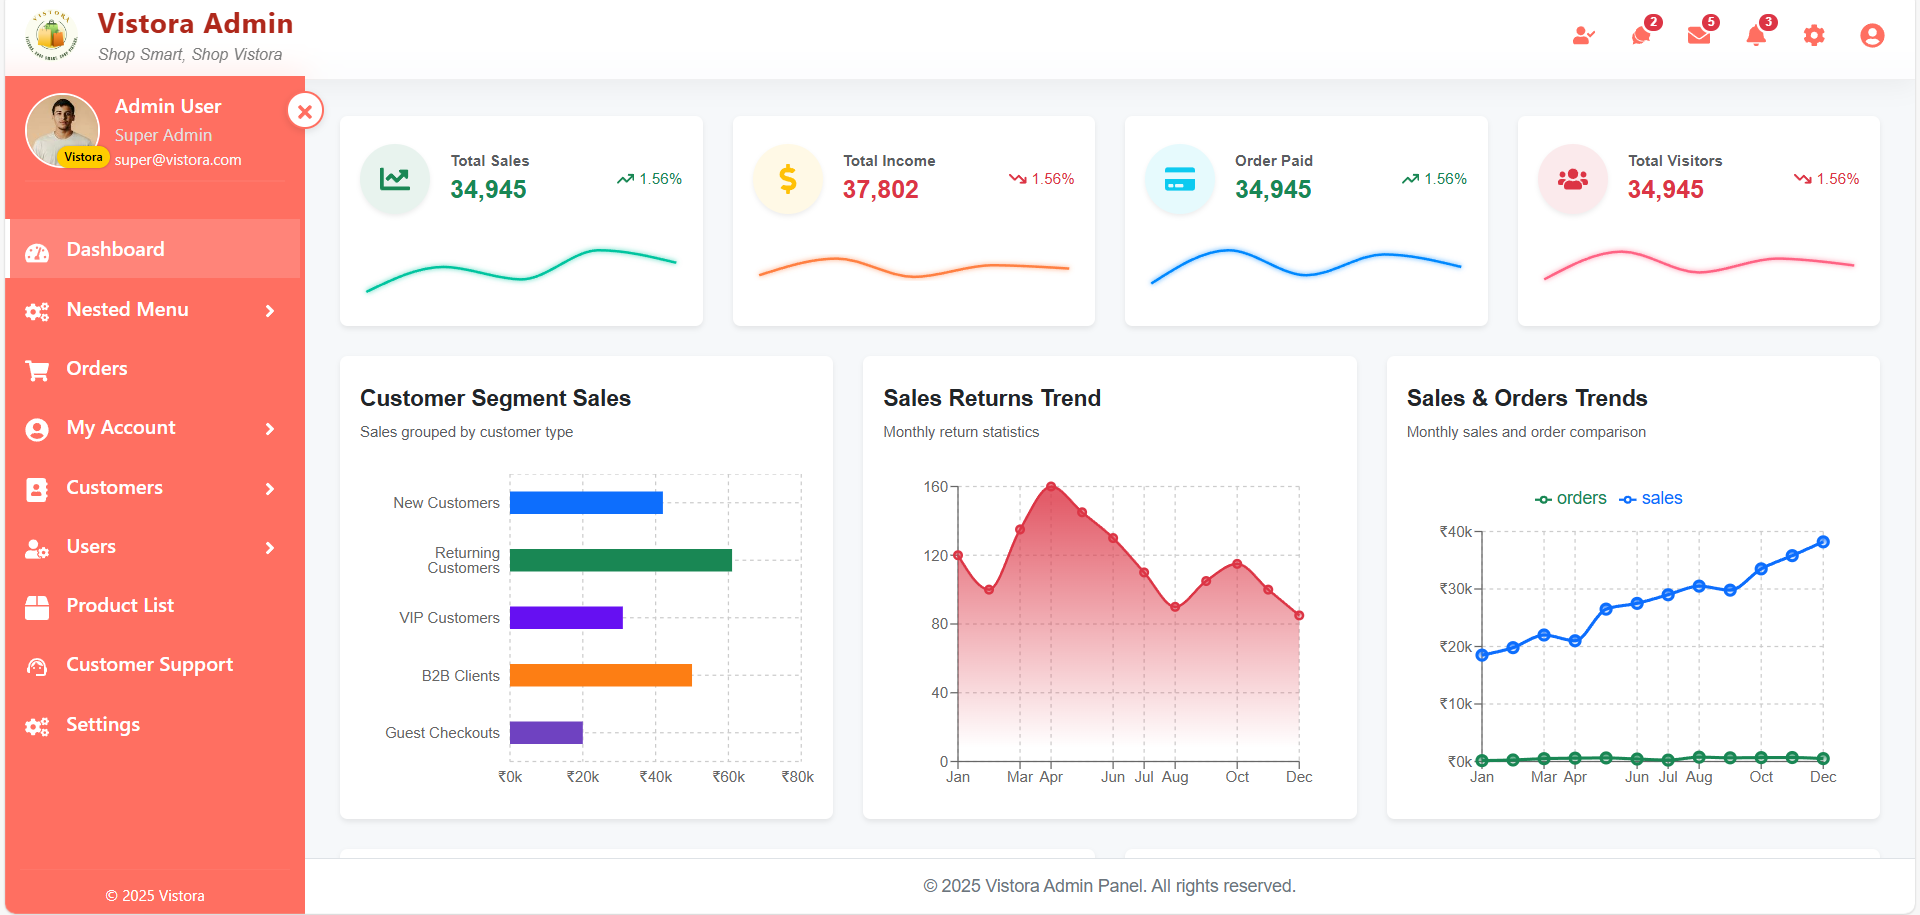 VISTORA
Vistora Admin
Shop Smart, Shop Vistora
2
5
3
Admin User
Super Admin
super@vistora.com
Vistora
Dashboard
Nested Menu
Orders
My Account
Customers
Users
Product List
Customer Support
Settings
© 2025 Vistora
Total Sales
34,945
1.56%
Total Income
37,802
1.56%
Order Paid
34,945
1.56%
Total Visitors
34,945
1.56%
Customer Segment Sales
Sales grouped by customer type
New Customers
Returning
Customers
VIP Customers
B2B Clients
Guest Checkouts
₹0k ₹20k ₹40k ₹60k ₹80k
Sales Returns Trend
Monthly return statistics
160
120
80
40
0
Jan Mar Apr Jun Jul Aug Oct Dec
Sales & Orders Trends
Monthly sales and order comparison
orders sales
₹40k
₹30k
₹20k
₹10k
₹0k
Jan Mar Apr Jun Jul Aug Oct Dec
© 2025 Vistora Admin Panel. All rights reserved.